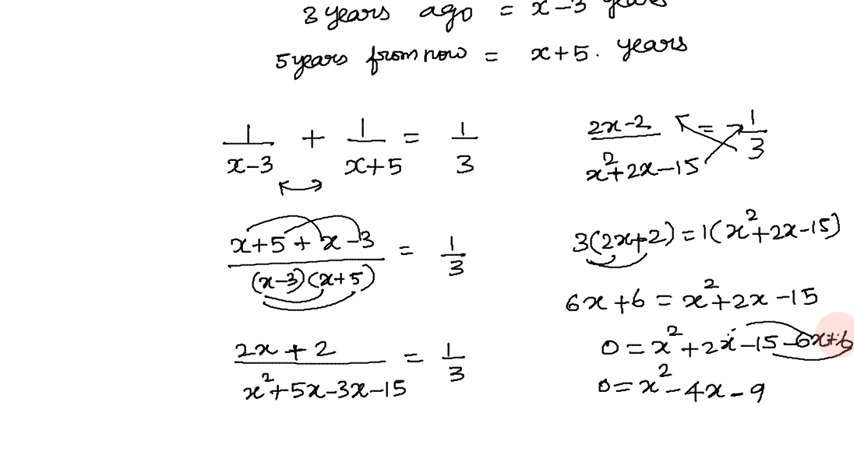 3 years ago = x-3 years
5 years from now = x+5. years
1/(x-3) + 1/(x+5) = 1/3
(x+5+x-3)/((x-3)(x+5)) = 1/3
(2x+2)/(x²+5x-3x-15) = 1/3
(2x-2)/(x²+2x-15) = 1/3
3(2x+2) = 1(x²+2x-15)
6x+6 = x²+2x-15
0 = x²+2x-15-6x+6
0 = x²-4x-9